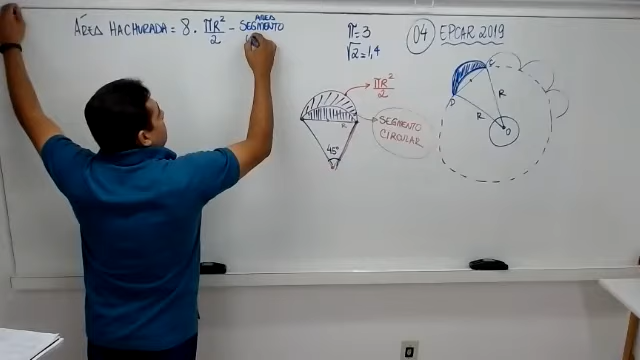 ÁREA HACHURADA = 8 · πR²/2 − ÁREA SEGMENTO
π = 3
√2 = 1,4
04 EPCAR 2019
πR²/2
R
SEGMENTO
CIRCULAR
45°
R
R
O